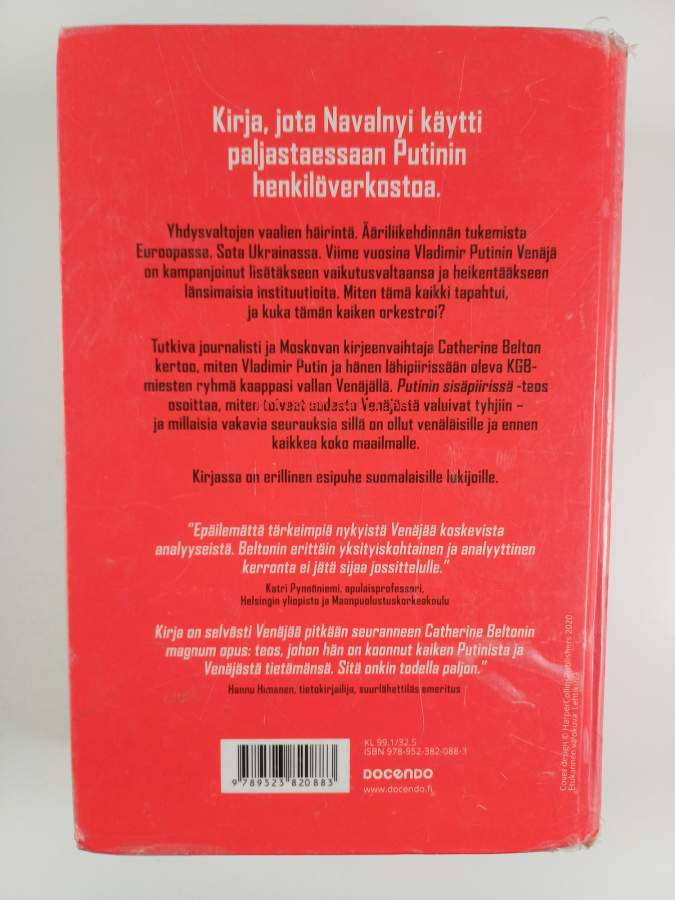 Kirja, jota Navalnyi käytti
paljastaessaan Putinin
henkilöverkostoa.
Yhdysvaltojen vaalien häirintä. Ääriliikehdinnän tukemista
Euroopassa. Sota Ukrainassa. Viime vuosina Vladimir Putinin Venäjä
on kampanjoinut lisätäkseen vaikutusvaltaansa ja heikentääkseen
länsimaisia instituutioita. Miten tämä kaikki tapahtui,
ja kuka tämän kaiken orkestroi?
Tutkiva journalisti ja Moskovan kirjeenvaihtaja Catherine Belton
kertoo, miten Vladimir Putin ja hänen lähipiirissään oleva KGB-
miesten ryhmä kaappasi vallan Venäjällä. Putinin sisäpiirissä -teos
osoittaa, miten toiveet uudesta Venäjästä valuivat tyhjiin –
ja millaisia vakavia seurauksia sillä on ollut venäläisille ja ennen
kaikkea koko maailmalle.
Kirjassa on erillinen esipuhe suomalaisille lukijoille.
"Epäilemättä tärkeimpiä nykyistä Venäjää koskevista
analyyseistä. Beltonin erittäin yksityiskohtainen ja analyyttinen
kerronta ei jätä sijaa jossittelulle."
Katri Pynnöniemi, apulaisprofessori,
Helsingin yliopisto ja Maanpuolustuskorkeakoulu
Kirja on selvästi Venäjää pitkään seuranneen Catherine Beltonin
magnum opus: teos, johon hän on koonnut kaiken Putinista ja
Venäjästä tietämänsä. Sitä onkin todella paljon."
Hannu Himanen, tietokirjailija, suurlähettiläs emeritus
KL 99.1/32.5
ISBN 978-952-382-088-3
9 789523 820883
DOCENDO
www.docendo.fi
Cover design © HarperCollinsPublishers 2020
Etukannen valokuva: Lehtikuva